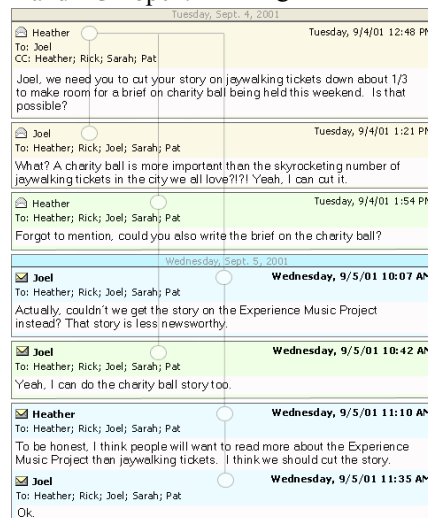 Tuesday, Sept. 4, 2001
Heather Tuesday, 9/4/01 12:48 PM
To: Joel
CC: Heather; Rick; Sarah; Pat
Joel, we need you to cut your story on jaywalking tickets down about 1/3
to make room for a brief on charity ball being held this weekend. Is that
possible?
Joel Tuesday, 9/4/01 1:21 PM
To: Heather; Rick; Joel; Sarah; Pat
What? A charity ball is more important than the skyrocketing number of
jaywalking tickets in the city we all love?!?! Yeah, I can cut it.
Heather Tuesday, 9/4/01 1:54 PM
To: Heather; Rick; Joel; Sarah; Pat
Forgot to mention, could you also write the brief on the charity ball?
Wednesday, Sept. 5, 2001
Joel Wednesday, 9/5/01 10:07 AM
To: Heather; Rick; Joel; Sarah; Pat
Actually, couldn't we get the story on the Experience Music Project
instead? That story is less newsworthy.
Joel Wednesday, 9/5/01 10:42 AM
To: Heather; Rick; Joel; Sarah; Pat
Yeah, I can do the charity ball story too.
Heather Wednesday, 9/5/01 11:10 AM
To: Heather; Rick; Joel; Sarah; Pat
To be honest, I think people will want to read more about the Experience
Music Project than jaywalking tickets. I think we should cut the story.
Joel Wednesday, 9/5/01 11:35 AM
To: Heather; Rick; Joel; Sarah; Pat
Ok.